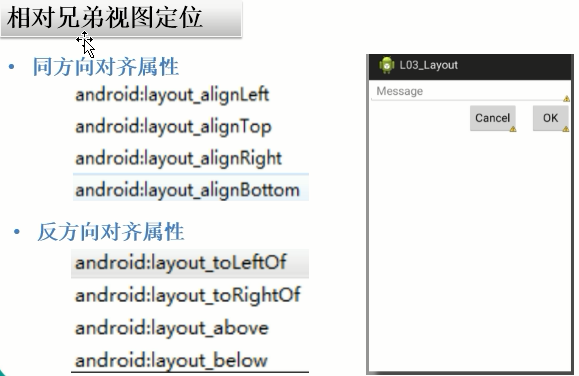 相对兄弟视图定位
• 同方向对齐属性
android:layout_alignLeft
android:layout_alignTop
android:layout_alignRight
android:layout_alignBottom
• 反方向对齐属性
android:layout_toLeftOf
android:layout_toRightOf
android:layout_above
android:layout_below
L03_Layout
Message
Cancel OK